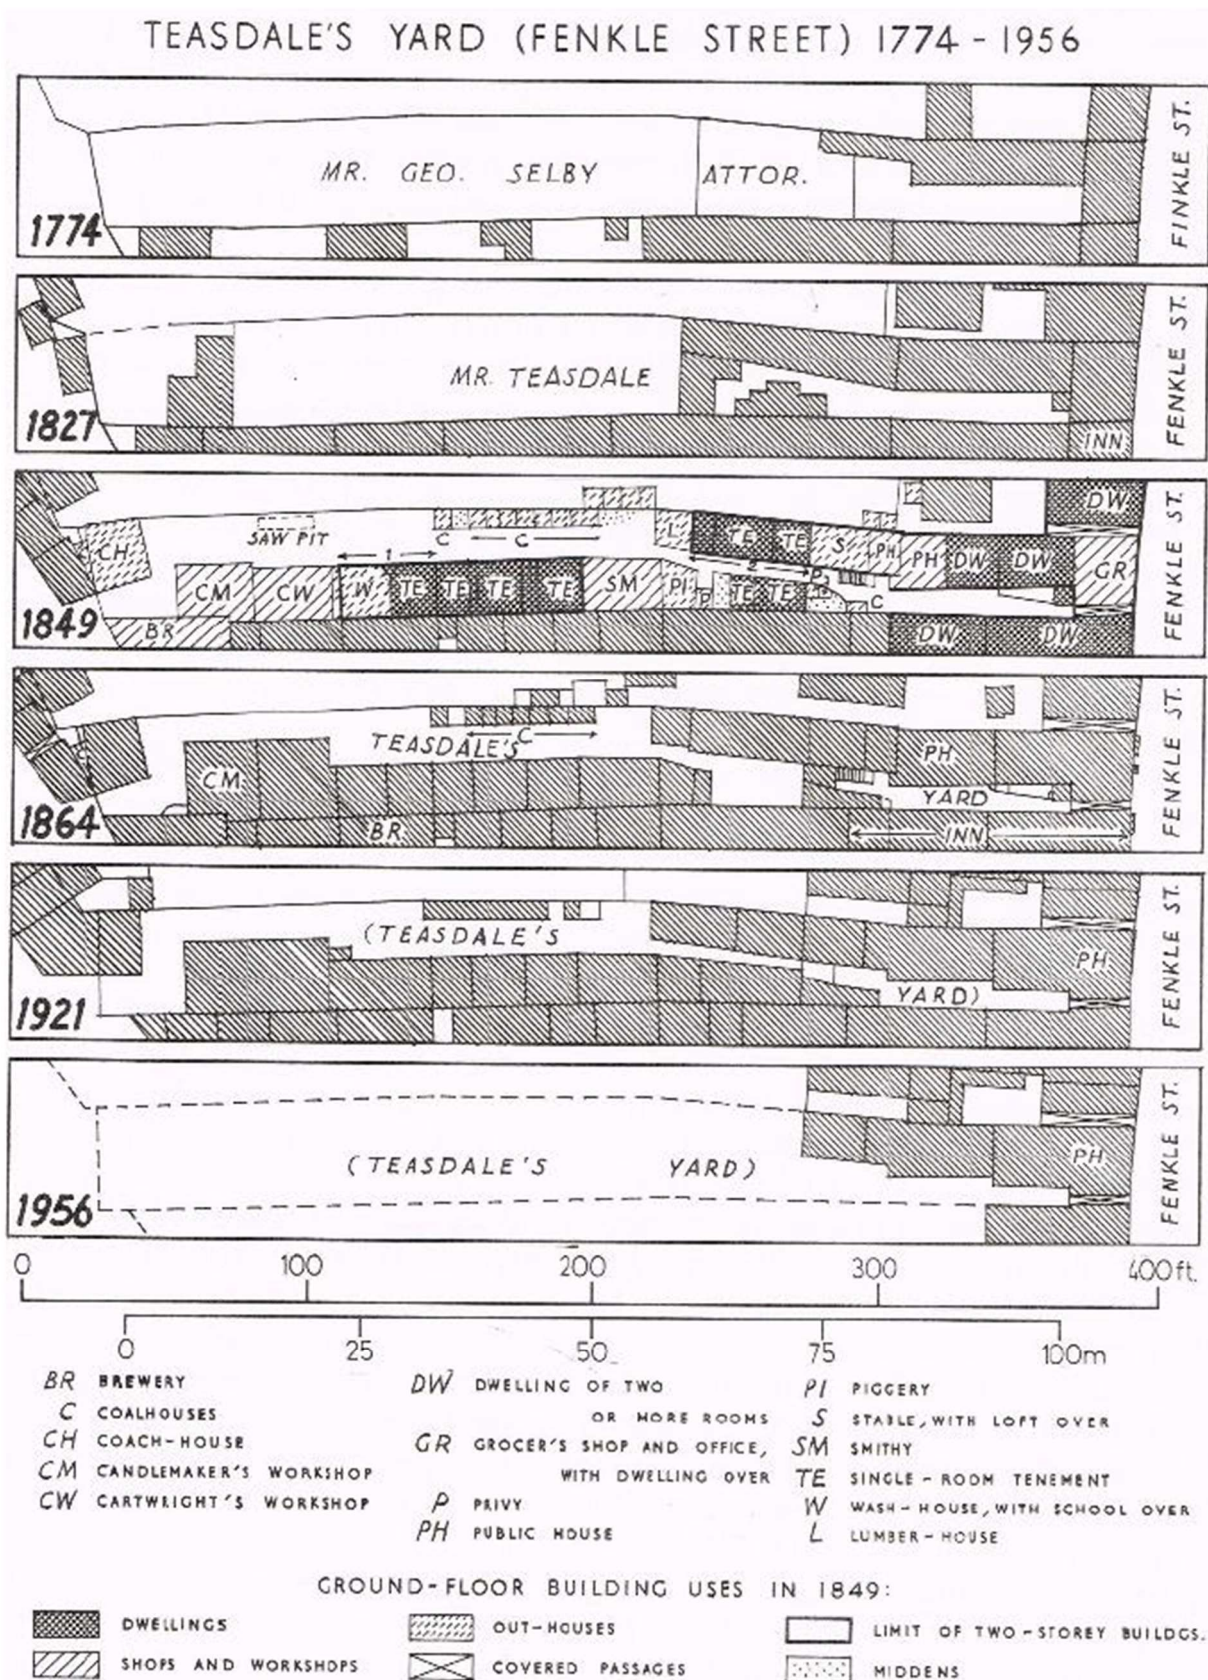 TEASDALE'S YARD (FENKLE STREET) 1774 - 1956
MR. GEO. SELBY ATTOR.
1774
FINKLE ST.
MR. TEASDALE
1827
INN
FENKLE ST.
CH
SAW PIT
C
C
L
TE
TE
S
PH
PH
DW
DW
DW
GR
1
2
CM
CW
W
TE
TE
TE
TE
SM
PI
P
TE
TE
P
C
BR
DW
DW
1849
FENKLE ST.
C
TEASDALE'S
CM
PH
YARD
BR
INN
1864
FENKLE ST.
(TEASDALE'S
YARD)
PH
1921
FENKLE ST.
(TEASDALE'S YARD)
PH
1956
FENKLE ST.
0 100 200 300 400 ft.
0 25 50 75 100m
BR BREWERY
C COALHOUSES
CH COACH-HOUSE
CM CANDLEMAKER'S WORKSHOP
CW CARTWRIGHT'S WORKSHOP
DW DWELLING OF TWO
OR MORE ROOMS
GR GROCER'S SHOP AND OFFICE,
WITH DWELLING OVER
P PRIVY
PH PUBLIC HOUSE
PI PIGGERY
S STABLE, WITH LOFT OVER
SM SMITHY
TE SINGLE-ROOM TENEMENT
W WASH-HOUSE, WITH SCHOOL OVER
L LUMBER-HOUSE
GROUND-FLOOR BUILDING USES IN 1849:
DWELLINGS
SHOPS AND WORKSHOPS
OUT-HOUSES
COVERED PASSAGES
LIMIT OF TWO-STOREY BUILDGS.
MIDDENS